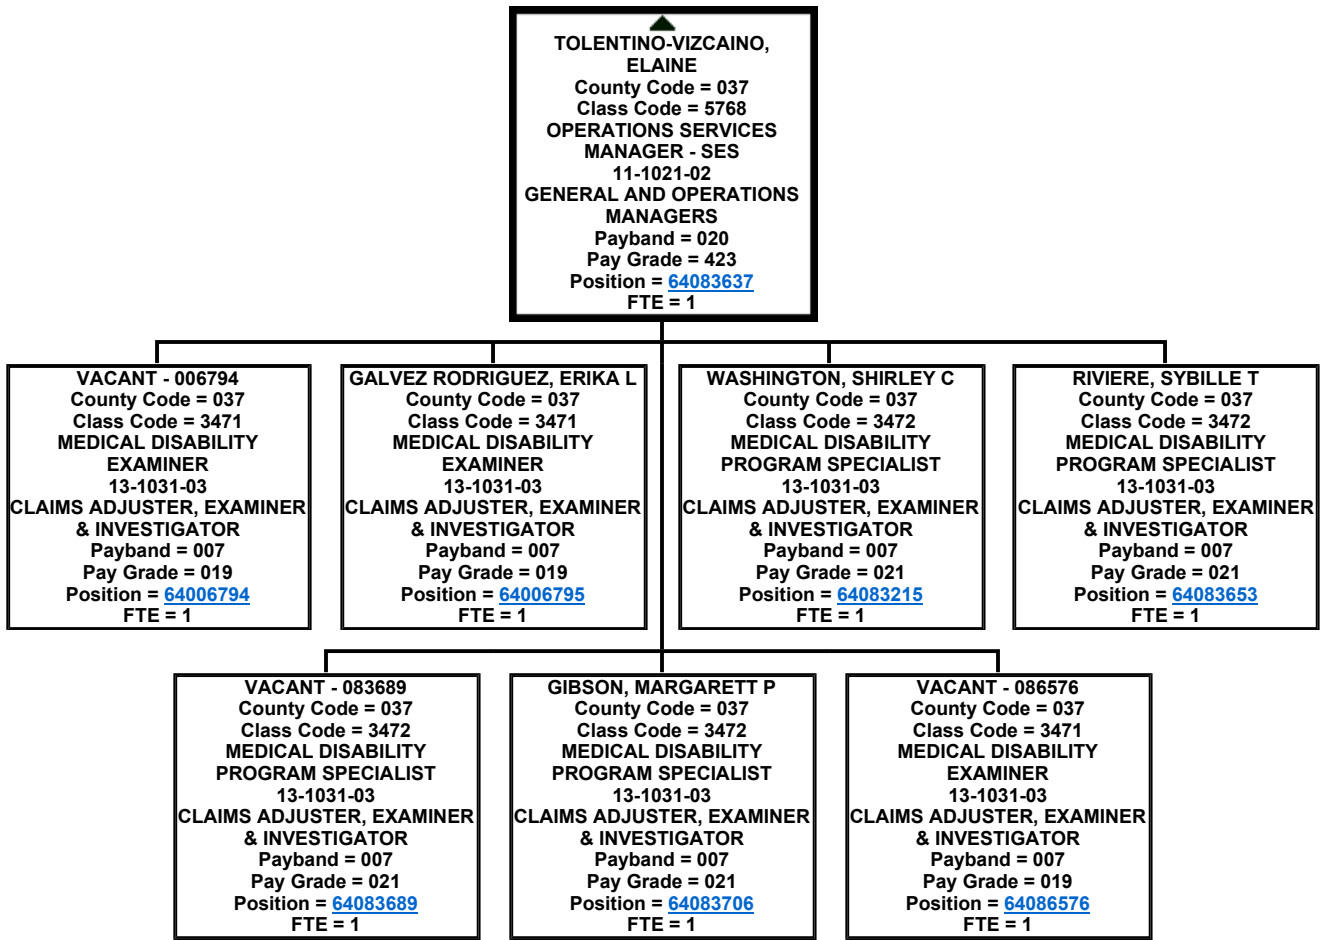 TOLENTINO-VIZCAINO,
ELAINE
County Code = 037
Class Code = 5768
OPERATIONS SERVICES
MANAGER - SES
11-1021-02
GENERAL AND OPERATIONS
MANAGERS
Payband = 020
Pay Grade = 423
Position = 64083637
FTE = 1
VACANT - 006794
County Code = 037
Class Code = 3471
MEDICAL DISABILITY
EXAMINER
13-1031-03
CLAIMS ADJUSTER, EXAMINER
& INVESTIGATOR
Payband = 007
Pay Grade = 019
Position = 64006794
FTE = 1
GALVEZ RODRIGUEZ, ERIKA L
County Code = 037
Class Code = 3471
MEDICAL DISABILITY
EXAMINER
13-1031-03
CLAIMS ADJUSTER, EXAMINER
& INVESTIGATOR
Payband = 007
Pay Grade = 019
Position = 64006795
FTE = 1
WASHINGTON, SHIRLEY C
County Code = 037
Class Code = 3472
MEDICAL DISABILITY
PROGRAM SPECIALIST
13-1031-03
CLAIMS ADJUSTER, EXAMINER
& INVESTIGATOR
Payband = 007
Pay Grade = 021
Position = 64083215
FTE = 1
RIVIERE, SYBILLE T
County Code = 037
Class Code = 3472
MEDICAL DISABILITY
PROGRAM SPECIALIST
13-1031-03
CLAIMS ADJUSTER, EXAMINER
& INVESTIGATOR
Payband = 007
Pay Grade = 021
Position = 64083653
FTE = 1
VACANT - 083689
County Code = 037
Class Code = 3472
MEDICAL DISABILITY
PROGRAM SPECIALIST
13-1031-03
CLAIMS ADJUSTER, EXAMINER
& INVESTIGATOR
Payband = 007
Pay Grade = 021
Position = 64083689
FTE = 1
GIBSON, MARGARETT P
County Code = 037
Class Code = 3472
MEDICAL DISABILITY
PROGRAM SPECIALIST
13-1031-03
CLAIMS ADJUSTER, EXAMINER
& INVESTIGATOR
Payband = 007
Pay Grade = 021
Position = 64083706
FTE = 1
VACANT - 086576
County Code = 037
Class Code = 3471
MEDICAL DISABILITY
EXAMINER
13-1031-03
CLAIMS ADJUSTER, EXAMINER
& INVESTIGATOR
Payband = 007
Pay Grade = 019
Position = 64086576
FTE = 1